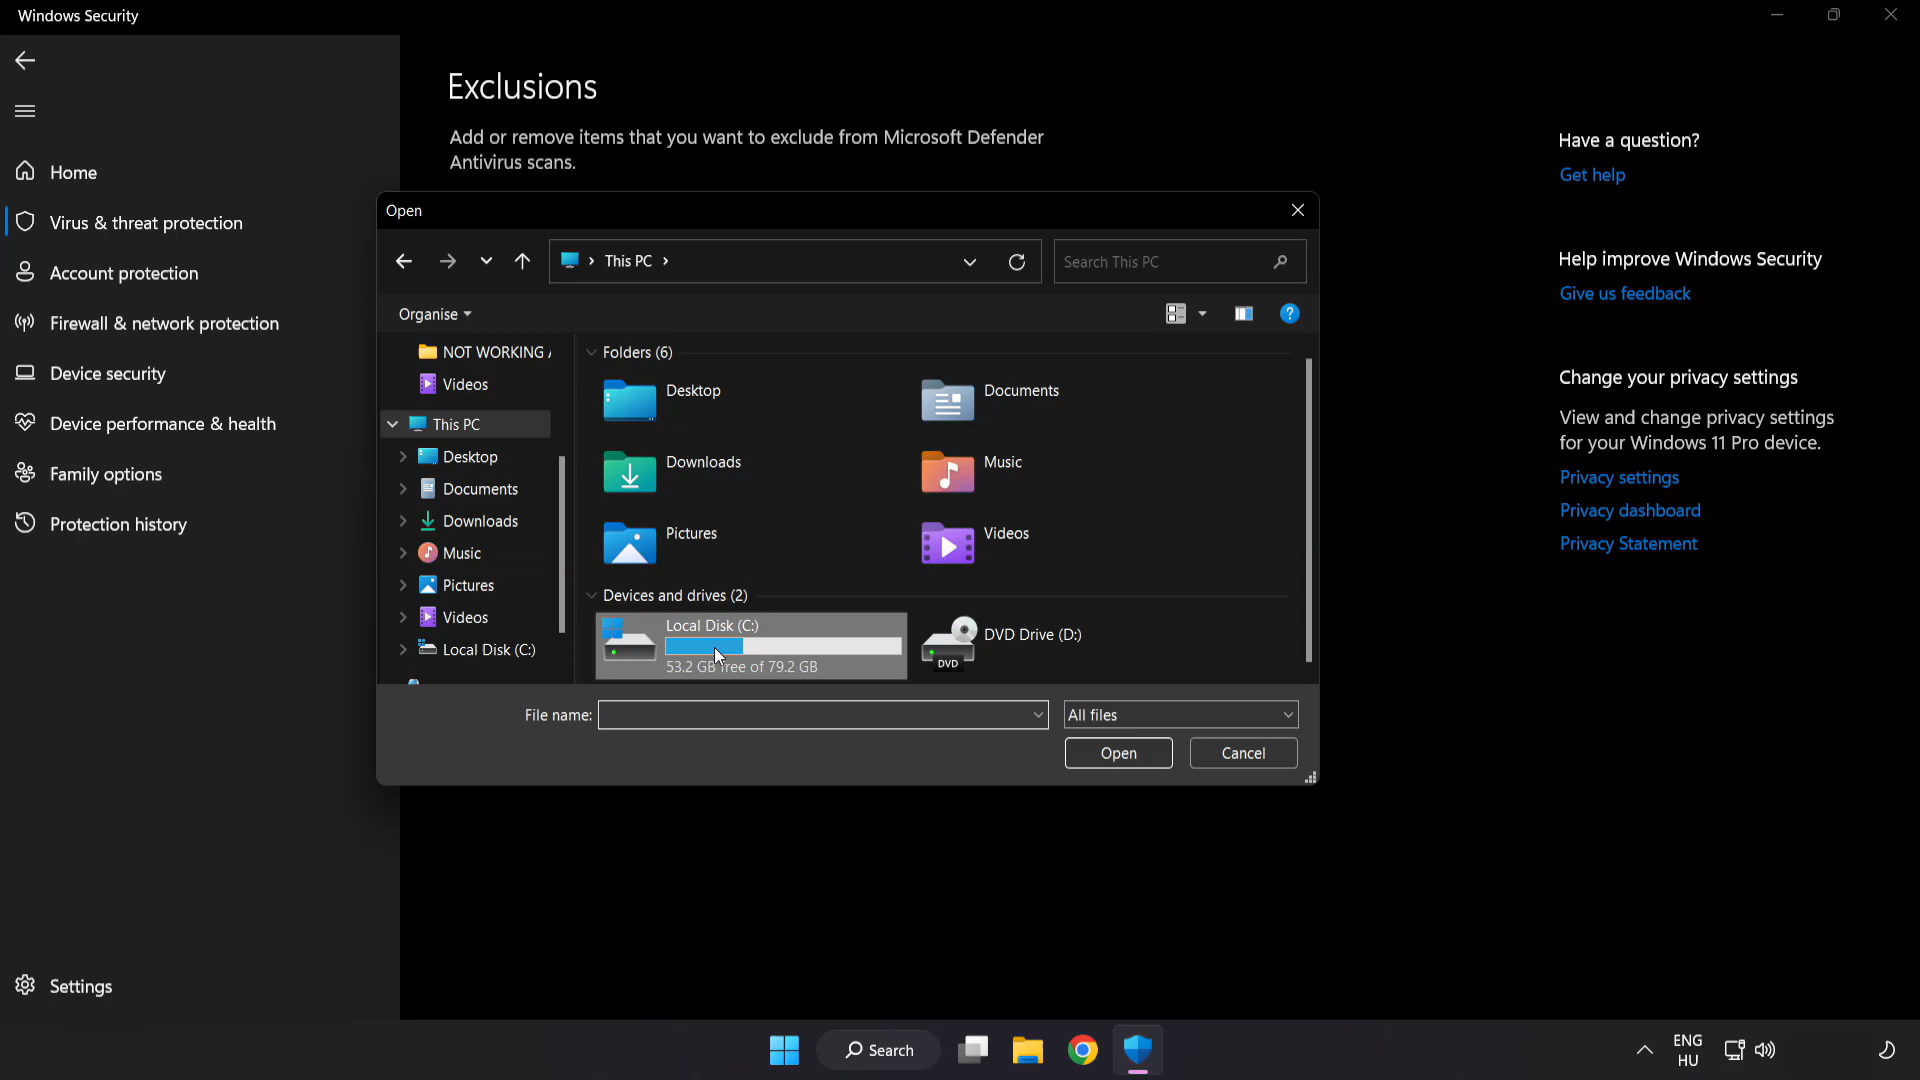 Windows Security
Home
Virus & threat protection
Account protection
Firewall & network protection
Device security
Device performance & health
Family options
Protection history
Settings
Exclusions
Add or remove items that you want to exclude from Microsoft Defender
Antivirus scans.
Open
This PC
Search This PC
Organise
?
NOT WORKING
Videos
This PC
Desktop
Documents
Downloads
Music
Pictures
Videos
Local Disk (C:)
Folders (6)
Desktop
Documents
Downloads
Music
Pictures
Videos
Devices and drives (2)
Local Disk (C:)
53.2 GB free of 79.2 GB
DVD
DVD Drive (D:)
File name:
All files
Open
Cancel
Have a question?
Get help
Help improve Windows Security
Give us feedback
Change your privacy settings
View and change privacy settings
for your Windows 11 Pro device.
Privacy settings
Privacy dashboard
Privacy Statement
Search
ENG
HU